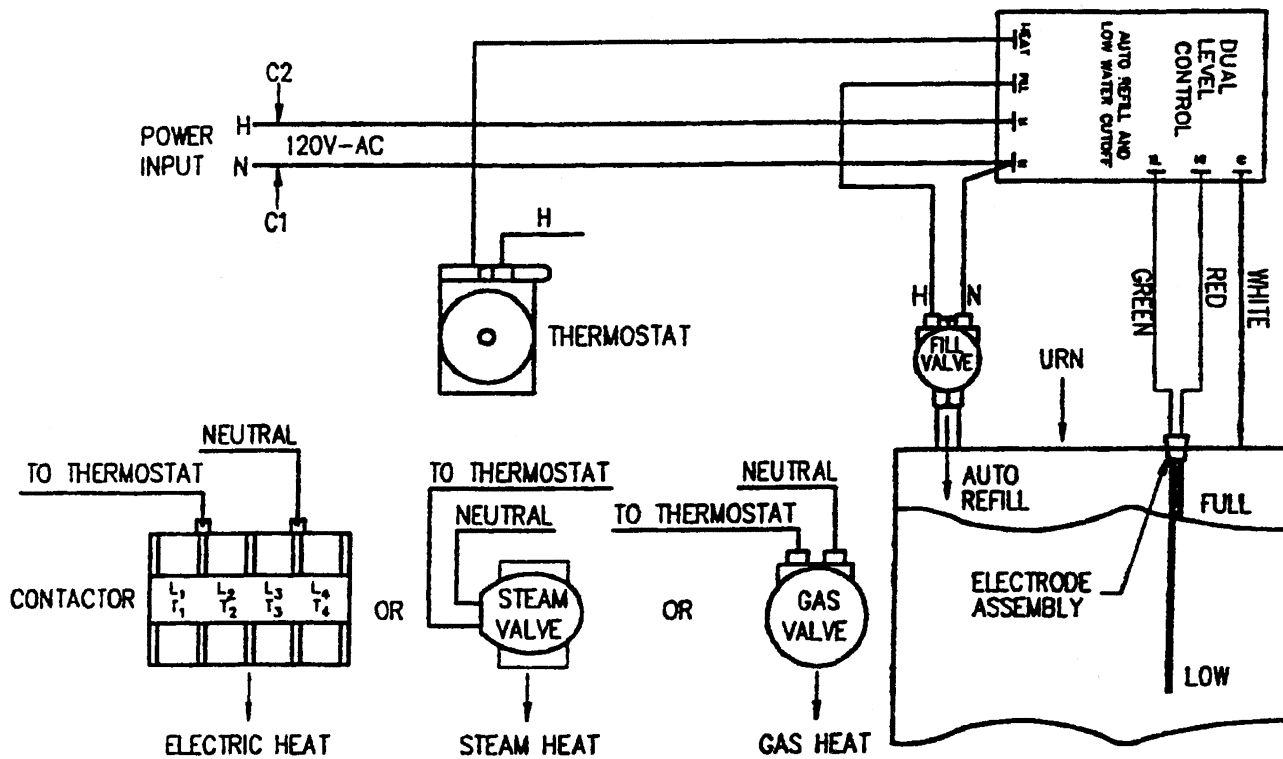 C2
POWER
INPUT
H
120V-AC
N
C1
HEAT
FILL
AUTO REFILL AND
LOW WATER CUTOFF
DUAL
LEVEL
CONTROL
H
THERMOSTAT
H
N
FILL
VALVE
GREEN
RED
WHITE
URN
NEUTRAL
TO THERMOSTAT
CONTACTOR
L1 L2 L3 L4
T1 T2 T3 T4
OR
TO THERMOSTAT
NEUTRAL
STEAM
VALVE
OR
NEUTRAL
TO THERMOSTAT
GAS
VALVE
AUTO
REFILL
FULL
ELECTRODE
ASSEMBLY
LOW
ELECTRIC HEAT
STEAM HEAT
GAS HEAT